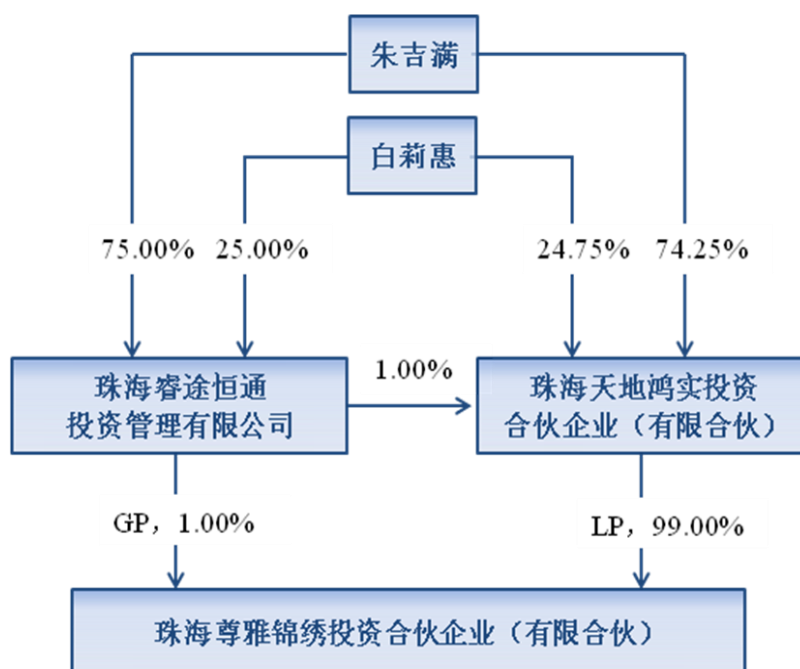 朱吉满
白莉惠
75.00%
25.00%
24.75%
74.25%
珠海睿途恒通
投资管理有限公司
1.00%
珠海天地鸿实投资
合伙企业（有限合伙）
GP，1.00%
LP，99.00%
珠海尊雅锦绣投资合伙企业（有限合伙）